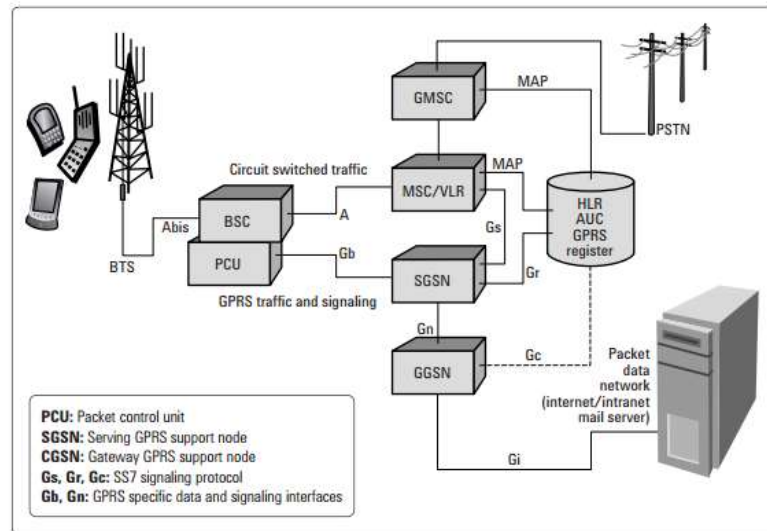 GMSC
MAP
PSTN
Circuit switched traffic
MAP
MSC/VLR
HLR
AUC
GPRS
register
Abis
BSC
A
Gs
PCU
Gb
BTS
SGSN
Gr
GPRS traffic and signaling
Gn
GGSN
Gc
Packet
data
network
(internet/intranet
mail server)
Gi
PCU: Packet control unit
SGSN: Serving GPRS support node
CGSN: Gateway GPRS support node
Gs, Gr, Gc: SS7 signaling protocol
Gb, Gn: GPRS specific data and signaling interfaces